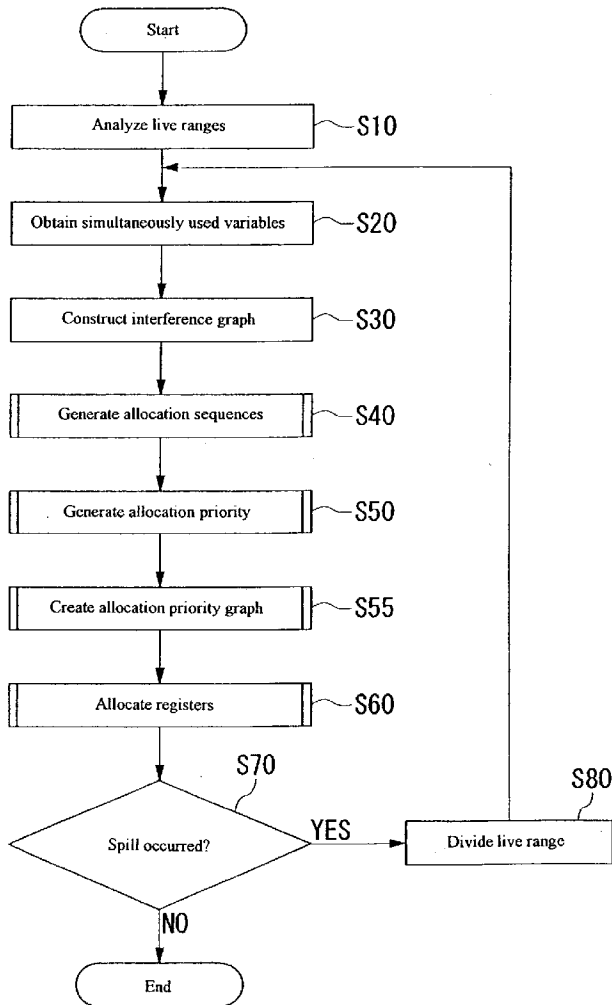 Start
Analyze live ranges
S10
Obtain simultaneously used variables
S20
Construct interference graph
S30
Generate allocation sequences
S40
Generate allocation priority
S50
Create allocation priority graph
S55
Allocate registers
S60
S70
Spill occurred?
YES
S80
Divide live range
NO
End